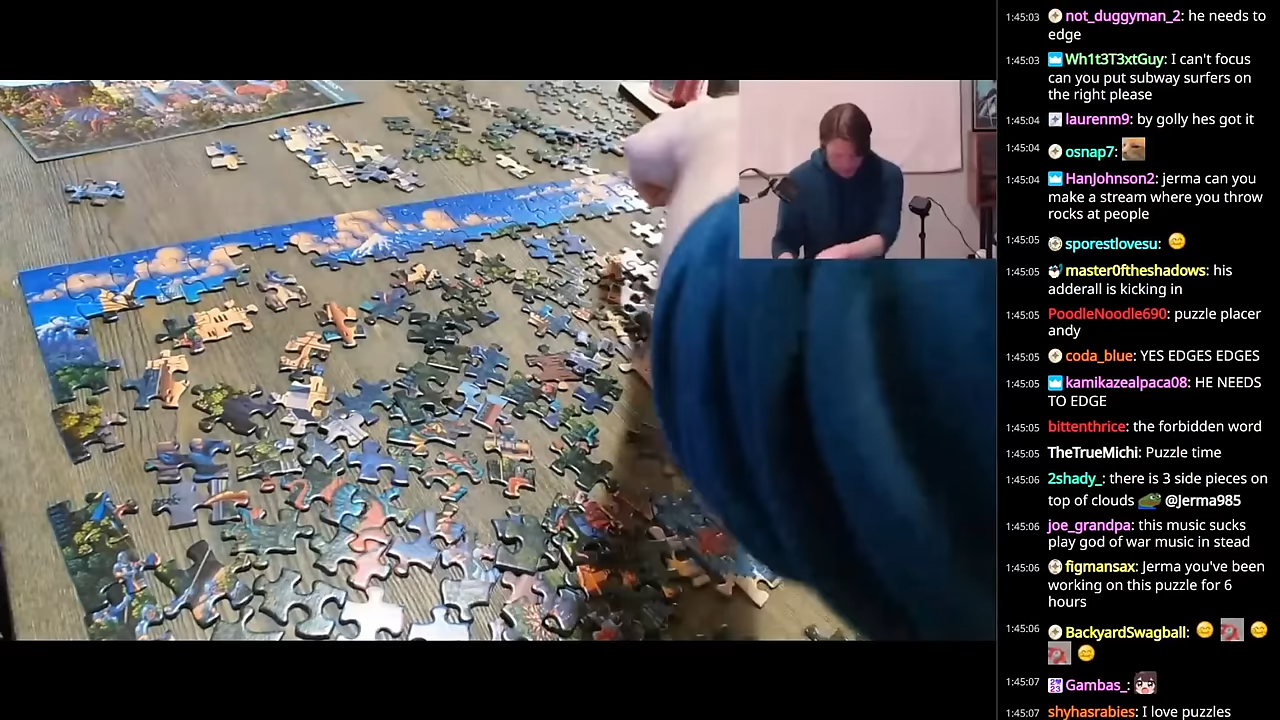 1:45:03 not_duggyman_2: he needs to
edge
1:45:03 Wh1t3T3xtGuy: I can't focus
can you put subway surfers on
the right please
1:45:04 laurenm9: by golly hes got it
1:45:04 osnap7:
1:45:04 HanJohnson2: jerma can you
make a stream where you throw
rocks at people
1:45:05 sporestlovesu:
1:45:05 master0ftheshadows: his
adderall is kicking in
1:45:05 PoodleNoodle690: puzzle placer
andy
1:45:05 coda_blue: YES EDGES EDGES
1:45:05 kamikazealpaca08: HE NEEDS
TO EDGE
1:45:05 bittenthrice: the forbidden word
1:45:05 TheTrueMichi: Puzzle time
1:45:06 2shady_: there is 3 side pieces on
top of clouds @Jerma985
1:45:06 joe_grandpa: this music sucks
play god of war music in stead
1:45:06 figmansax: Jerma you've been
working on this puzzle for 6
hours
1:45:06 BackyardSwagball:
1:45:07 Gambas_:
1:45:07 shyhasrabies: I love puzzles